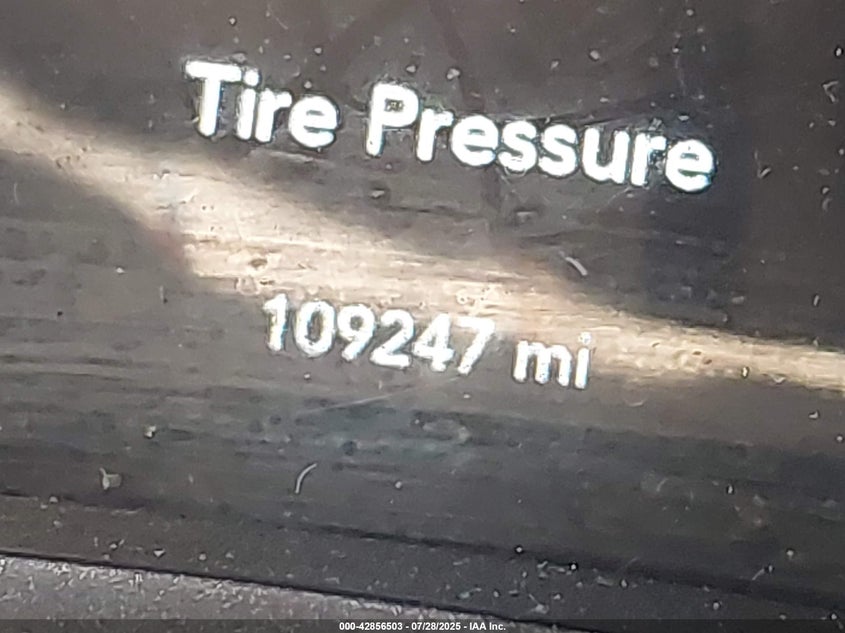 Tire Pressure
109247 mi
000-42856503 - 07/28/2025 - IAA Inc.